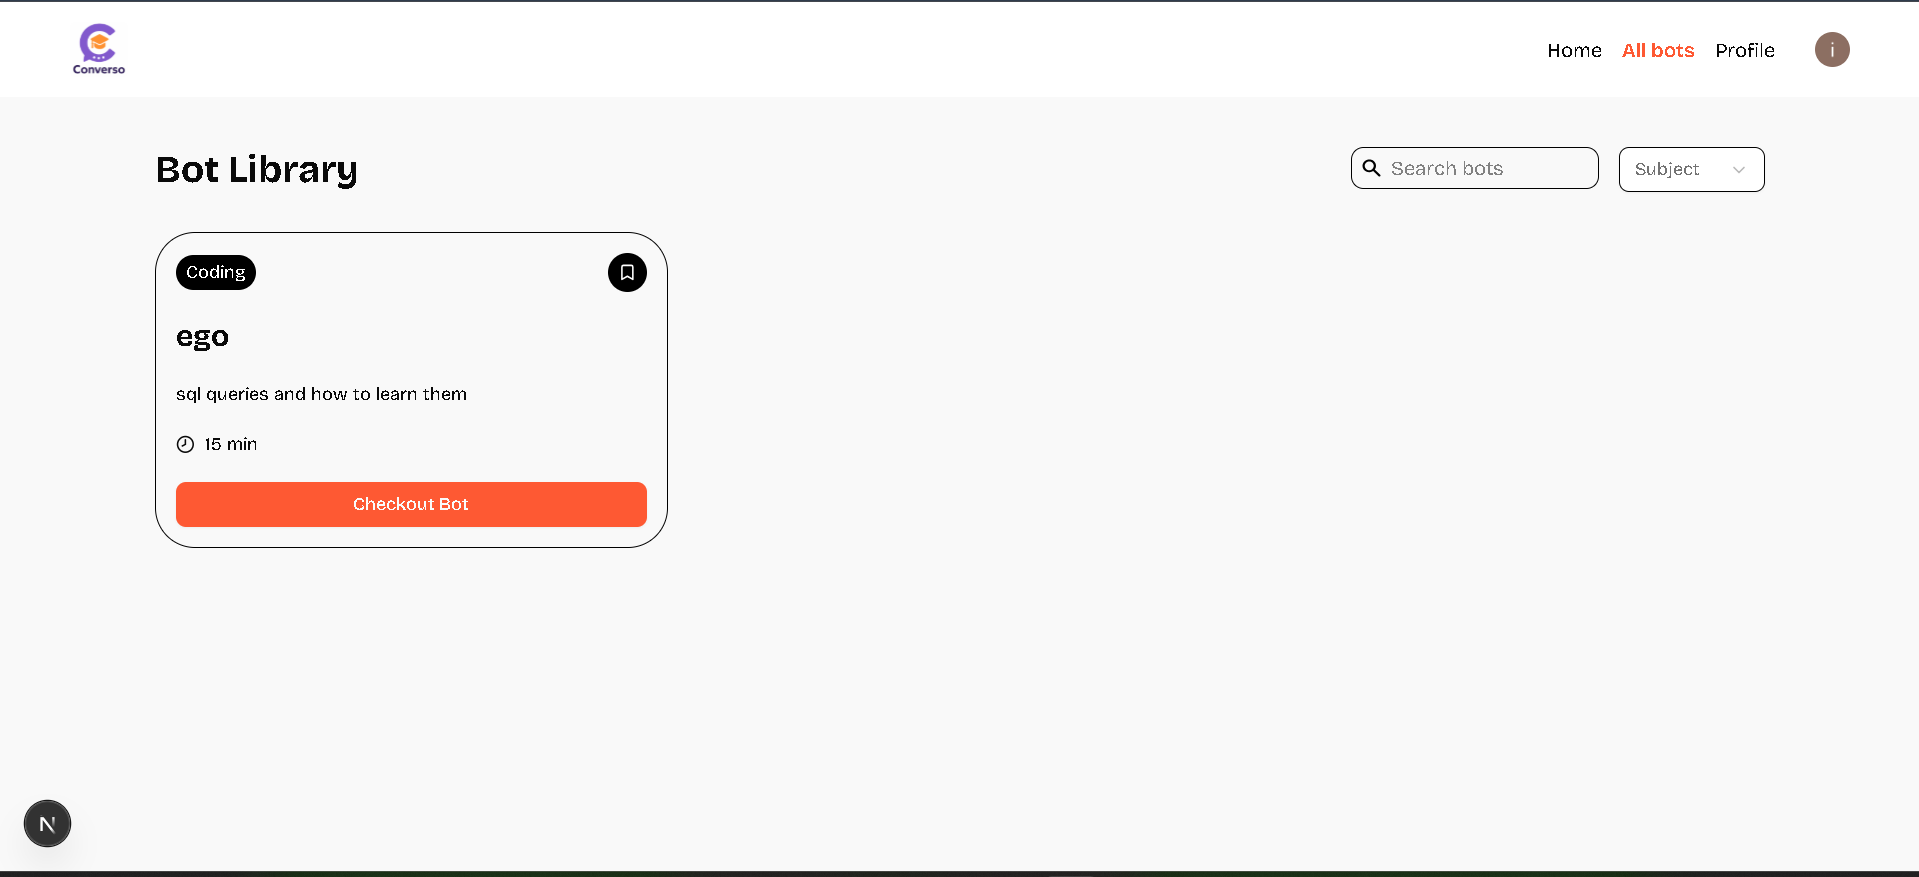 Converso
Home All bots Profile i
Bot Library
Search bots
Subject
Coding
ego
sql queries and how to learn them
15 min
Checkout Bot
N